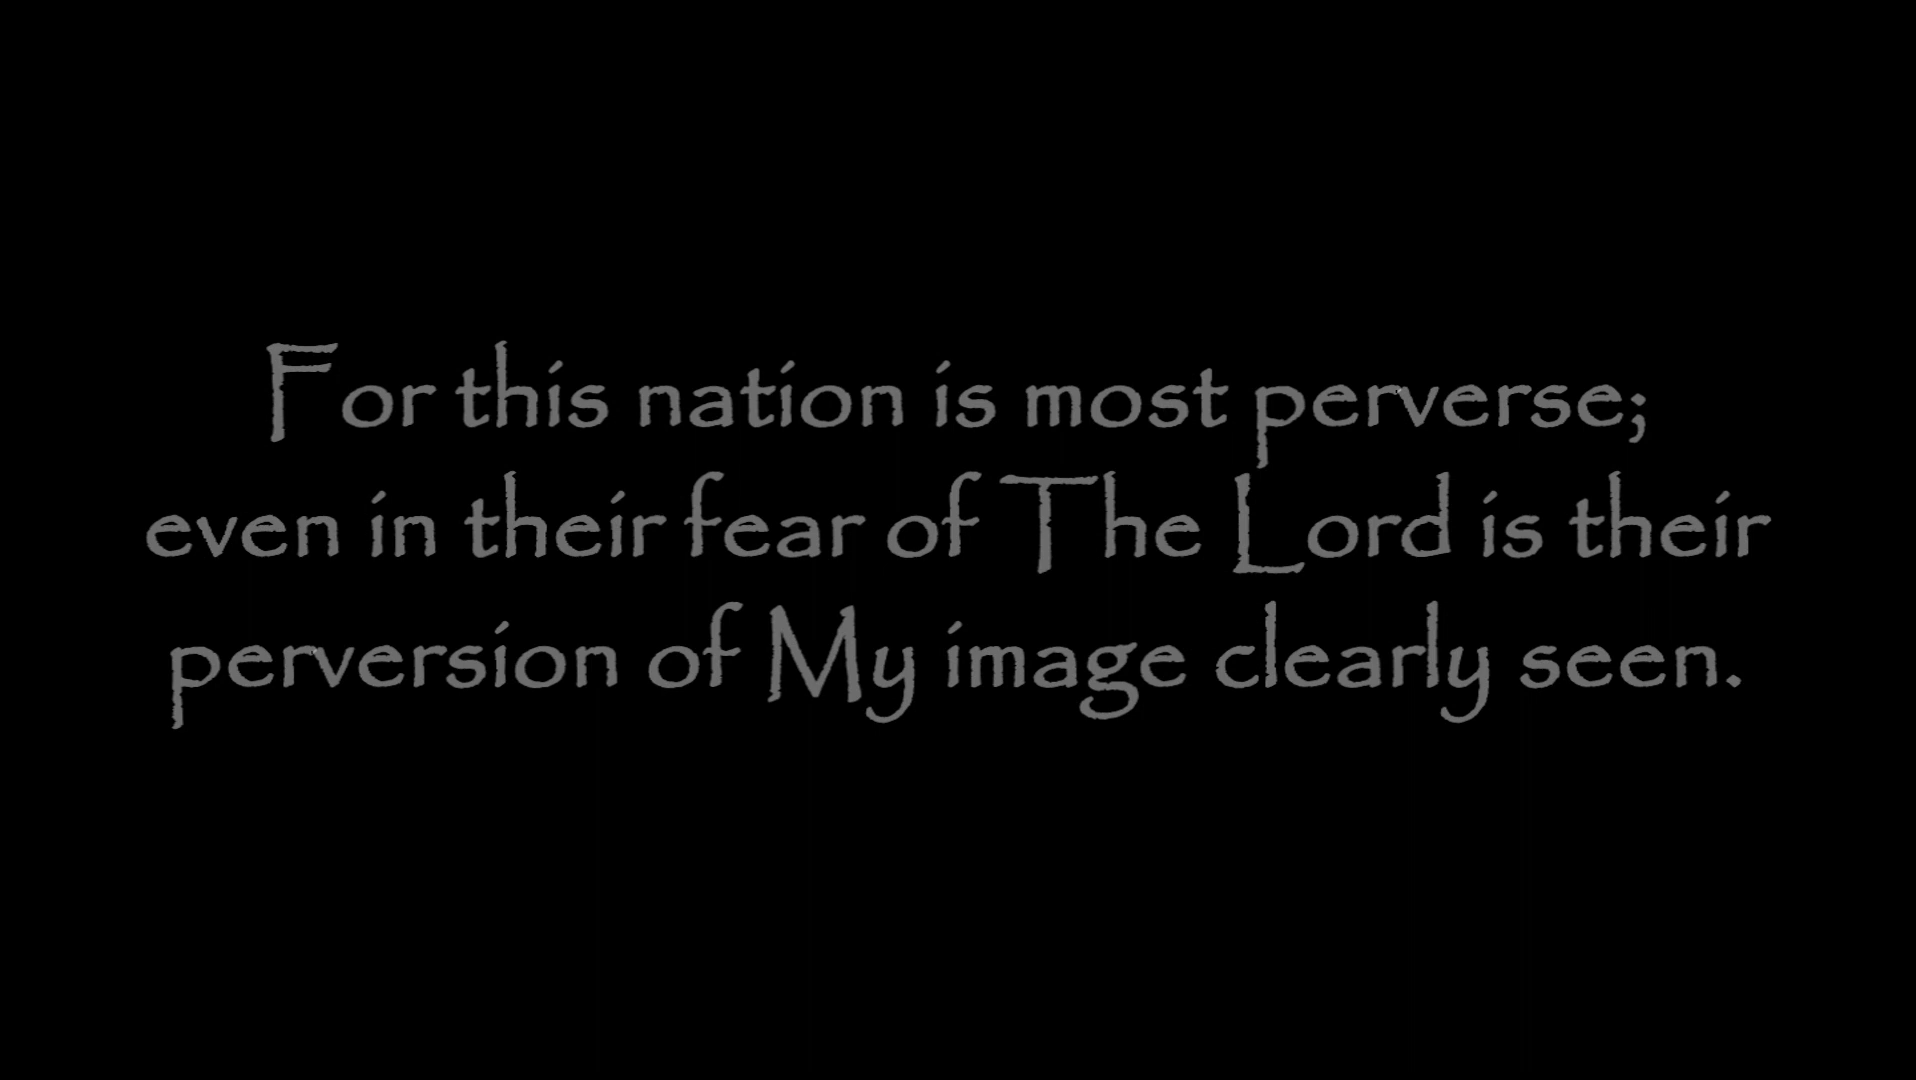 For this nation is most perverse;
even in their fear of The Lord is their
perversion of My image clearly seen.